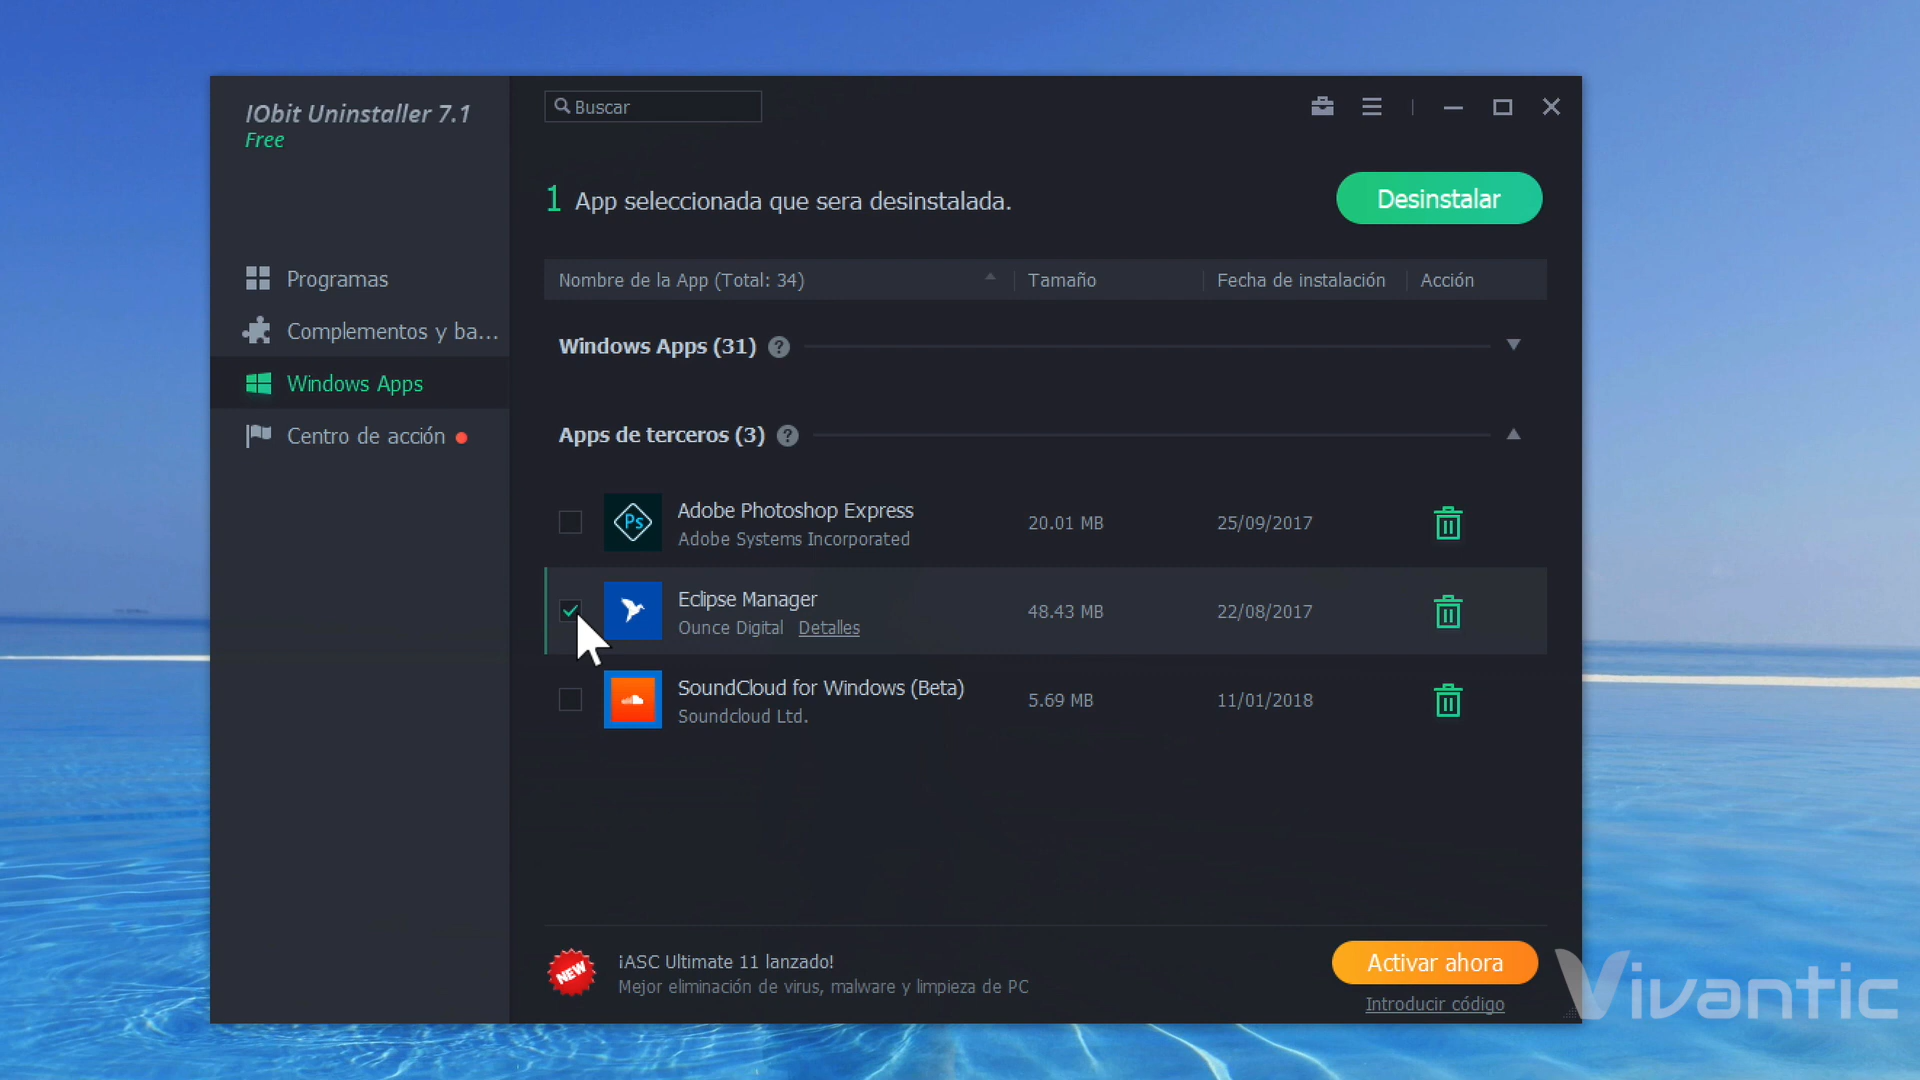 IObit Uninstaller 7.1
Free
Buscar
1 App seleccionada que sera desinstalada.
Desinstalar
Programas
Complementos y ba...
Windows Apps
Centro de acción
Nombre de la App (Total: 34)
Tamaño
Fecha de instalación
Acción
Windows Apps (31) ?
Apps de terceros (3) ?
Ps
Adobe Photoshop Express
Adobe Systems Incorporated
20.01 MB
25/09/2017
Eclipse Manager
Ounce Digital Detalles
48.43 MB
22/08/2017
SoundCloud for Windows (Beta)
Soundcloud Ltd.
5.69 MB
11/01/2018
NEW
¡ASC Ultimate 11 lanzado!
Mejor eliminación de virus, malware y limpieza de PC
Activar ahora
Introducir código
Vivantic